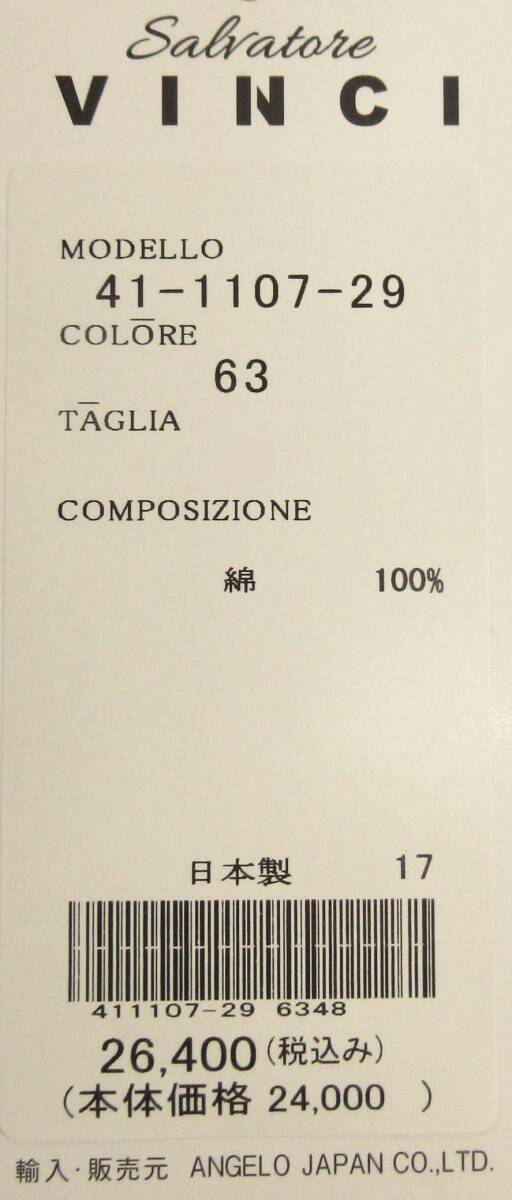 Salvatore
VINCI
MODELLO
41-1107-29
COLŌRE
63
TĀGLIA
COMPOSIZIONE
綿 100%
日本製 17
411107-29 6348
26,400(税込み)
(本体価格 24,000 )
輸入・販売元 ANGELO JAPAN CO.,LTD.